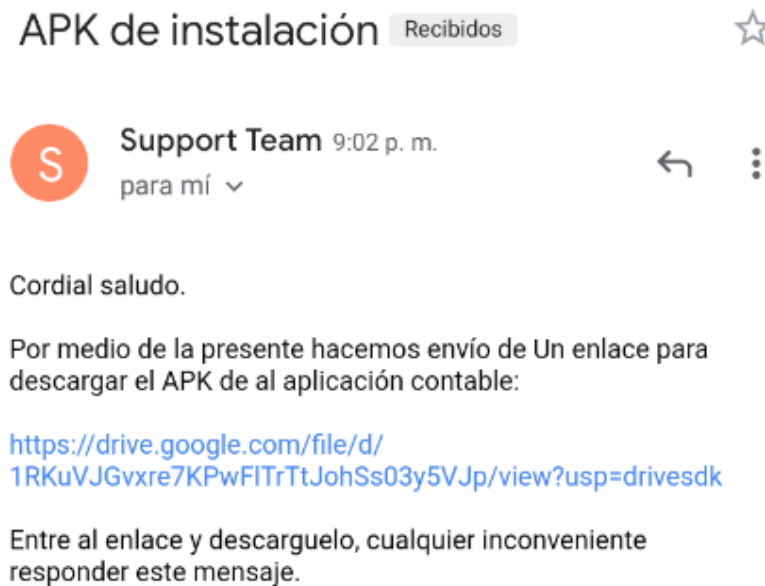 APK de instalación Recibidos
S
Support Team 9:02 p. m.
para mí
Cordial saludo.
Por medio de la presente hacemos envío de Un enlace para
descargar el APK de al aplicación contable:
https://drive.google.com/file/d/
1RKuVJGvxre7KPwFlTrTtJohSs03y5VJp/view?usp=drivesdk
Entre al enlace y descarguelo, cualquier inconveniente
responder este mensaje.